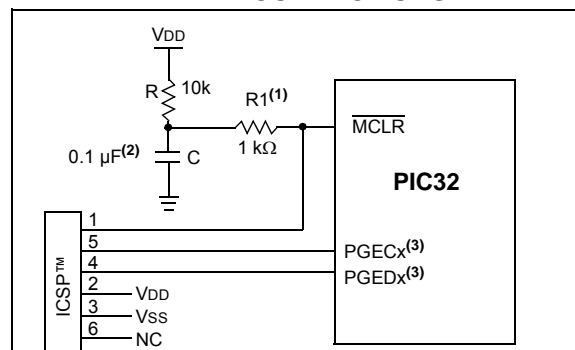 VDD
R
10k
R1(1)
1 kΩ
0.1 µF(2)
C
MCLR
PIC32
1
5
PGECx(3)
4
PGEDx(3)
2
VDD
3
VSS
6
NC
ICSP™